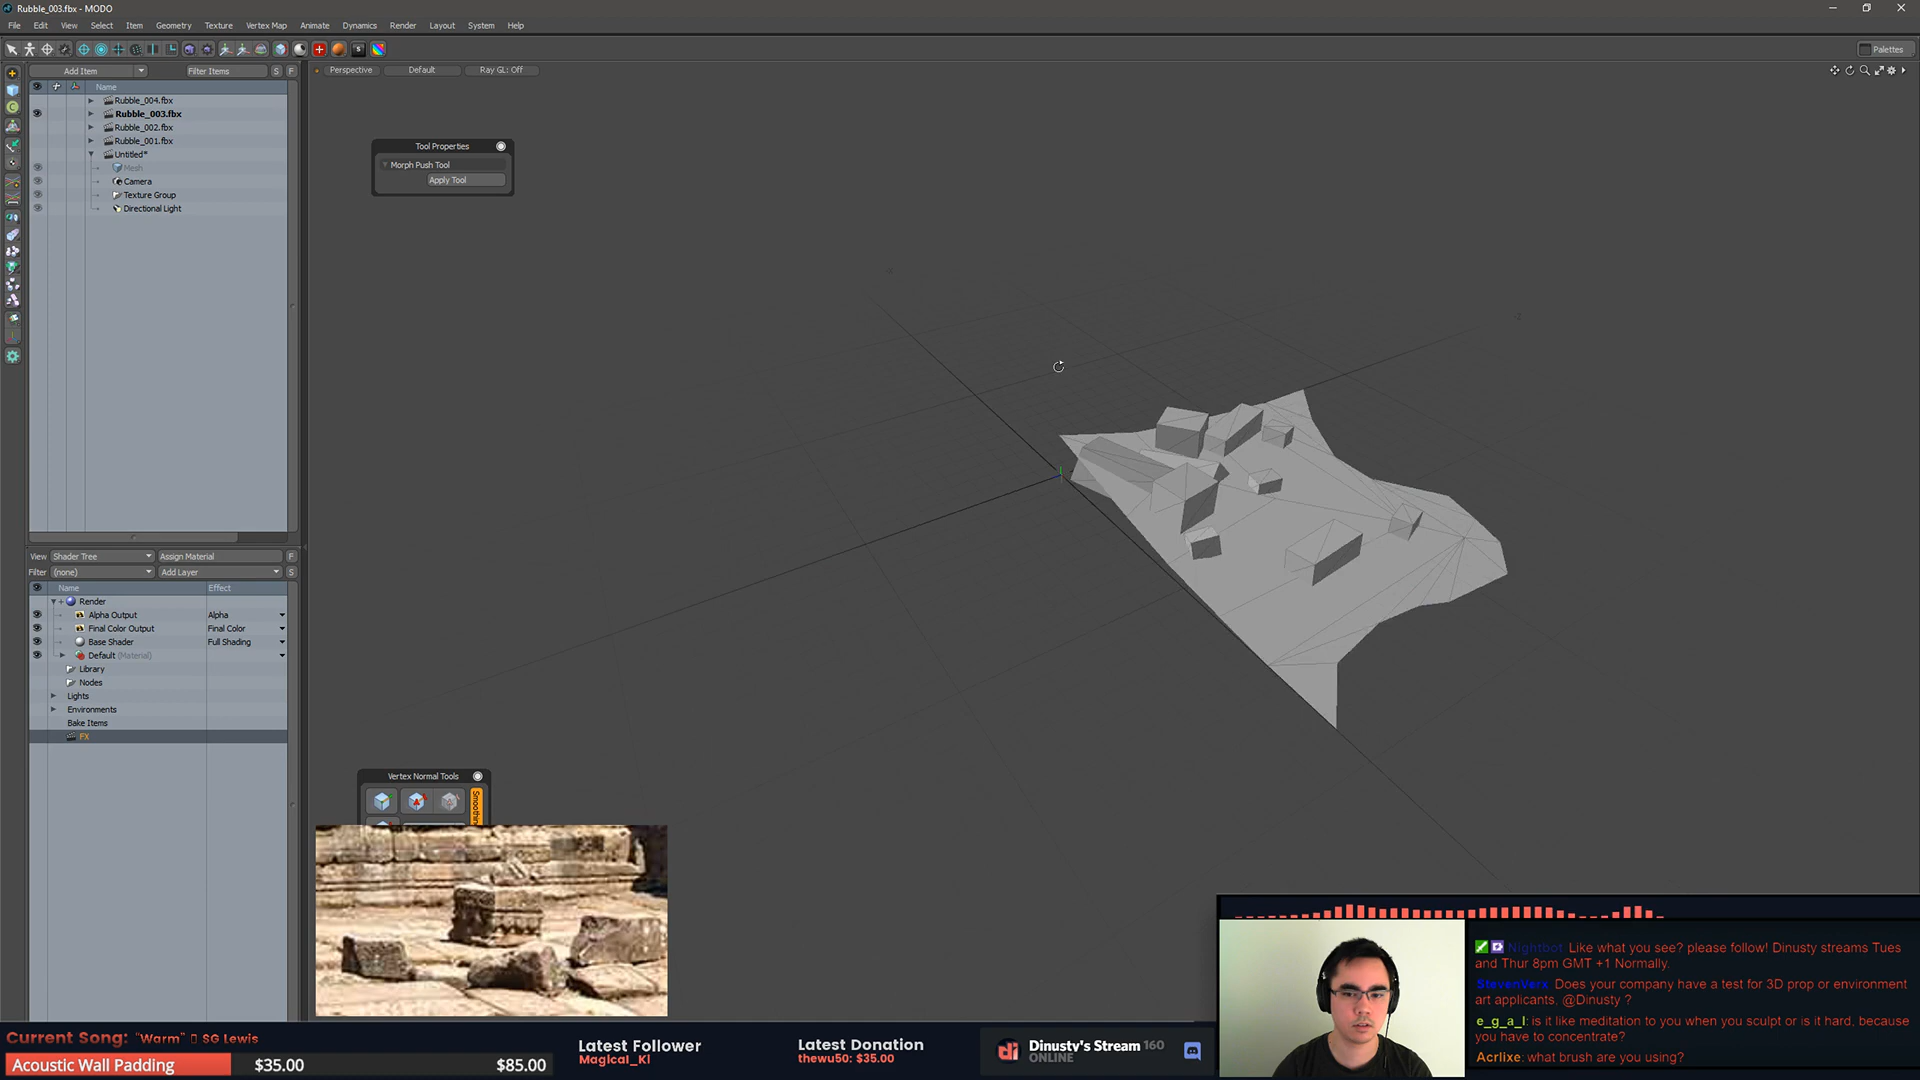 Rubble_003.fbx - MODO
File Edit View Select Item Geometry Texture Vertex Map Animate Dynamics Render Layout System Help
Palettes
Add Item Filter Items S F
Perspective Default Ray GL: Off
Name
Rubble_004.fbx
Rubble_003.fbx
Rubble_002.fbx
Rubble_001.fbx
Untitled*
Mesh
Camera
Texture Group
Directional Light
Tool Properties
Morph Push Tool
Apply Tool
View Shader Tree Assign Material F
Filter (none) Add Layer S
Name Effect
Render
Alpha Output Alpha
Final Color Output Final Color
Base Shader Full Shading
Default (Material)
Library
Nodes
Lights
Environments
Bake Items
FX
Vertex Normal Tools
Nightbot Like what you see? please follow! Dinusty streams Tues
and Thur 8pm GMT +1 Normally.
StevenVerx Does your company have a test for 3D prop or environment
art applicants, @Dinusty ?
e_g_a_l: is it like meditation to you when you sculpt or is it hard, because
you have to concentrate?
Acrlixe: what brush are you using?
Current Song: "Warm" SG Lewis
Acoustic Wall Padding $35.00 $85.00
Latest Follower
Magical_KI
Latest Donation
thewu50: $35.00
Dinusty's Stream 160
ONLINE